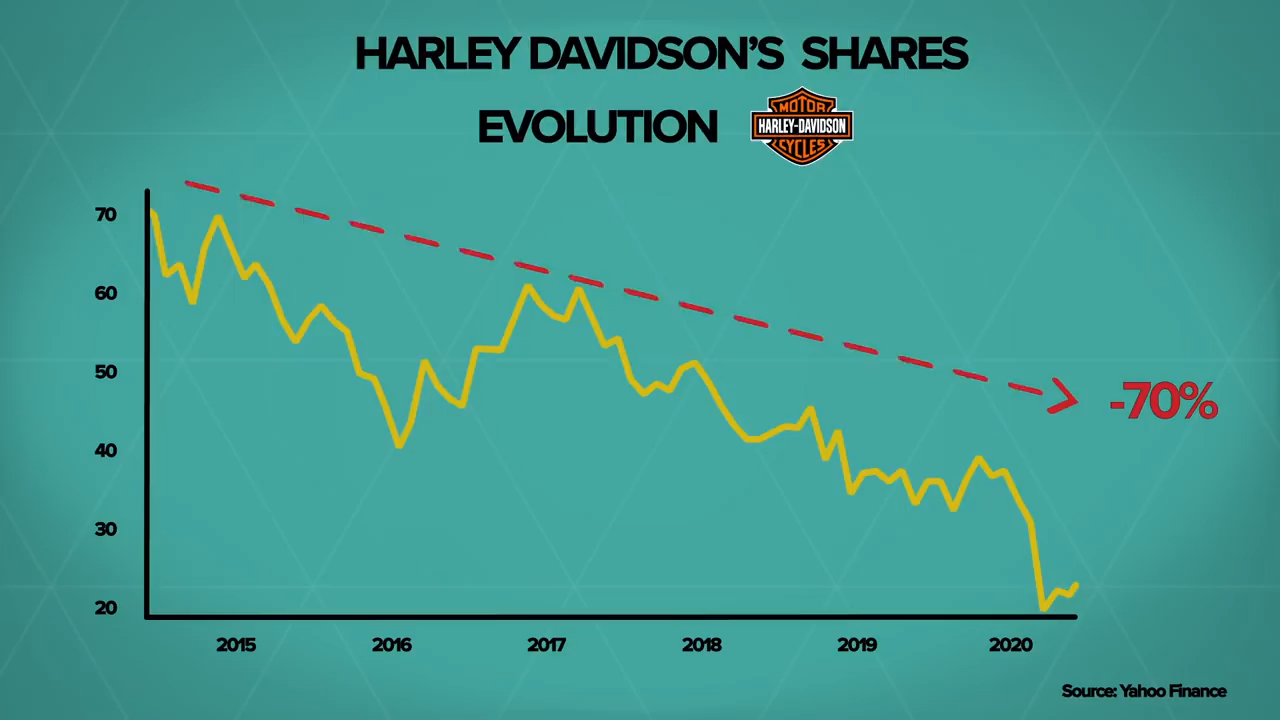 HARLEY DAVIDSON'S SHARES
EVOLUTION
MOTOR
HARLEY-DAVIDSON
CYCLES
70
60
50
40
30
20
-70%
2015 2016 2017 2018 2019 2020
Source: Yahoo Finance